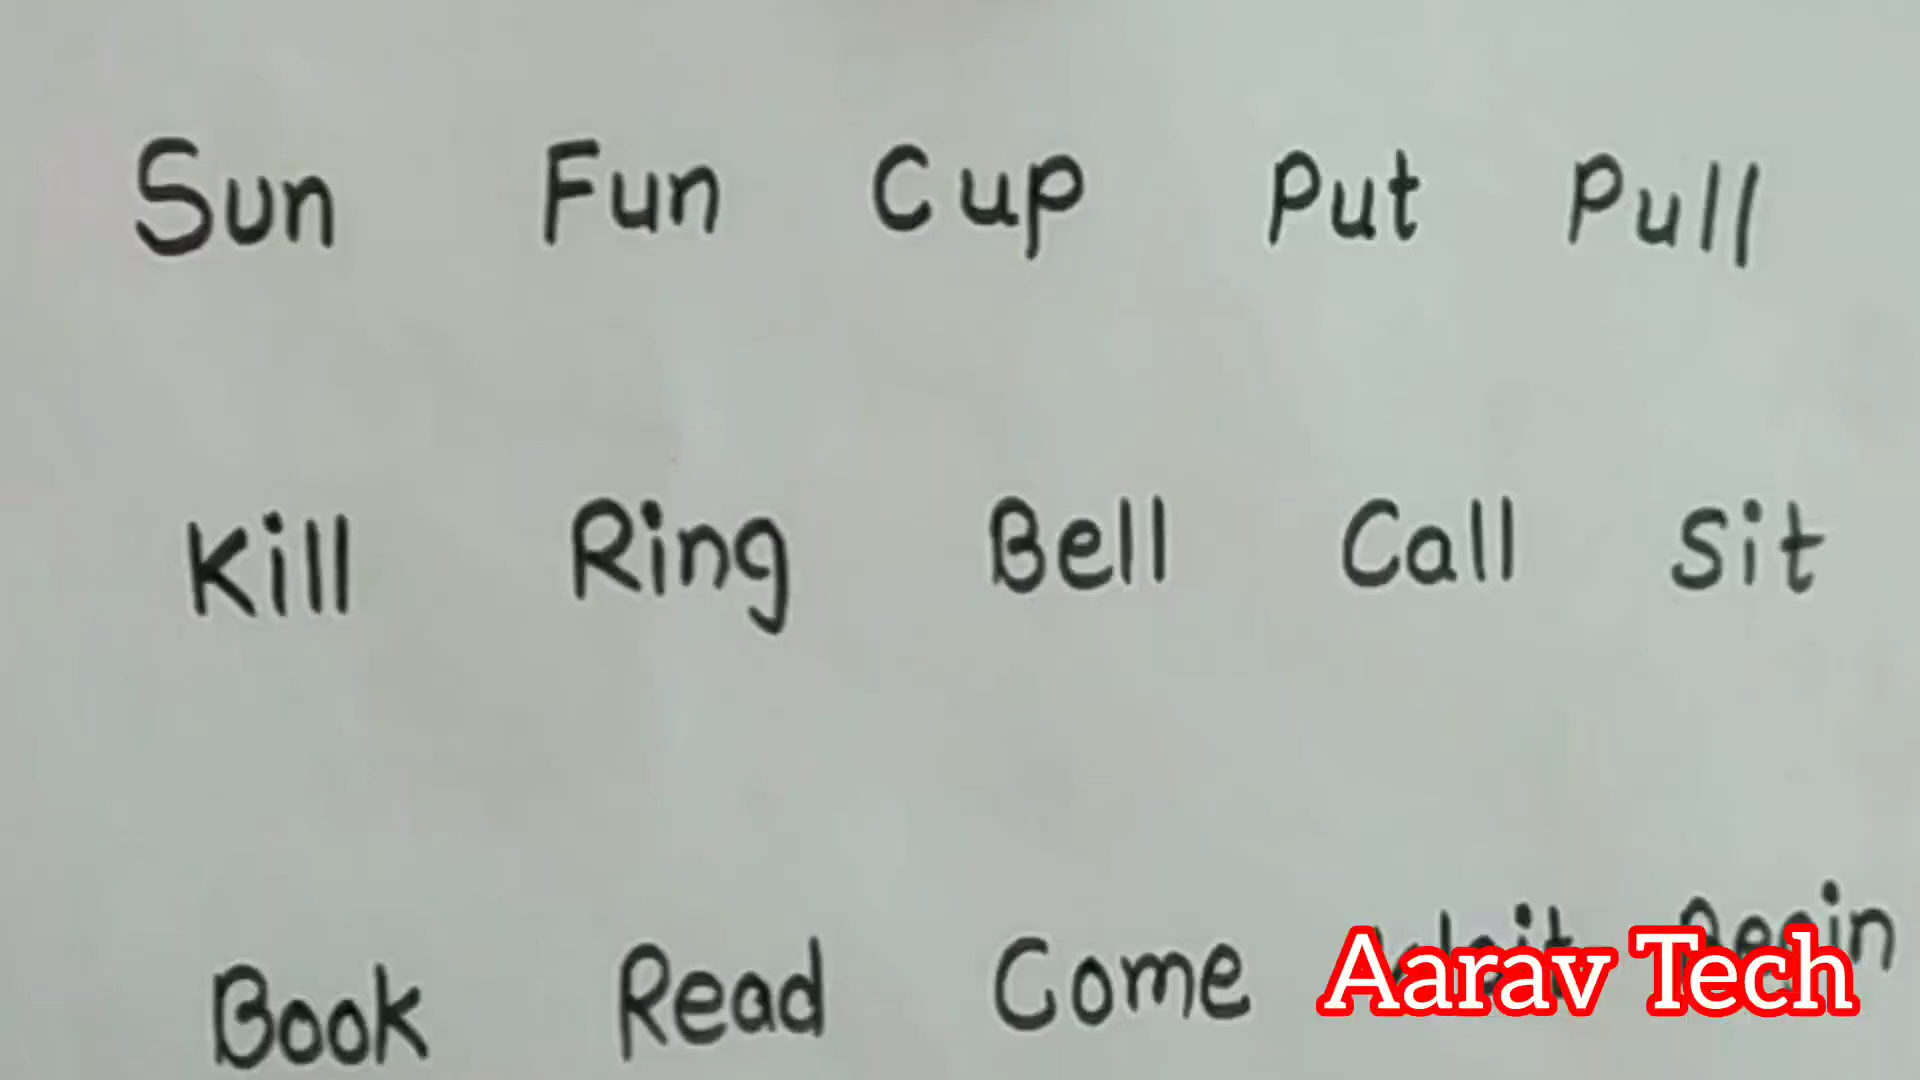 Sun Fun Cup Put Pull
Kill Ring Bell Call Sit
Book Read Come
Aarav Tech